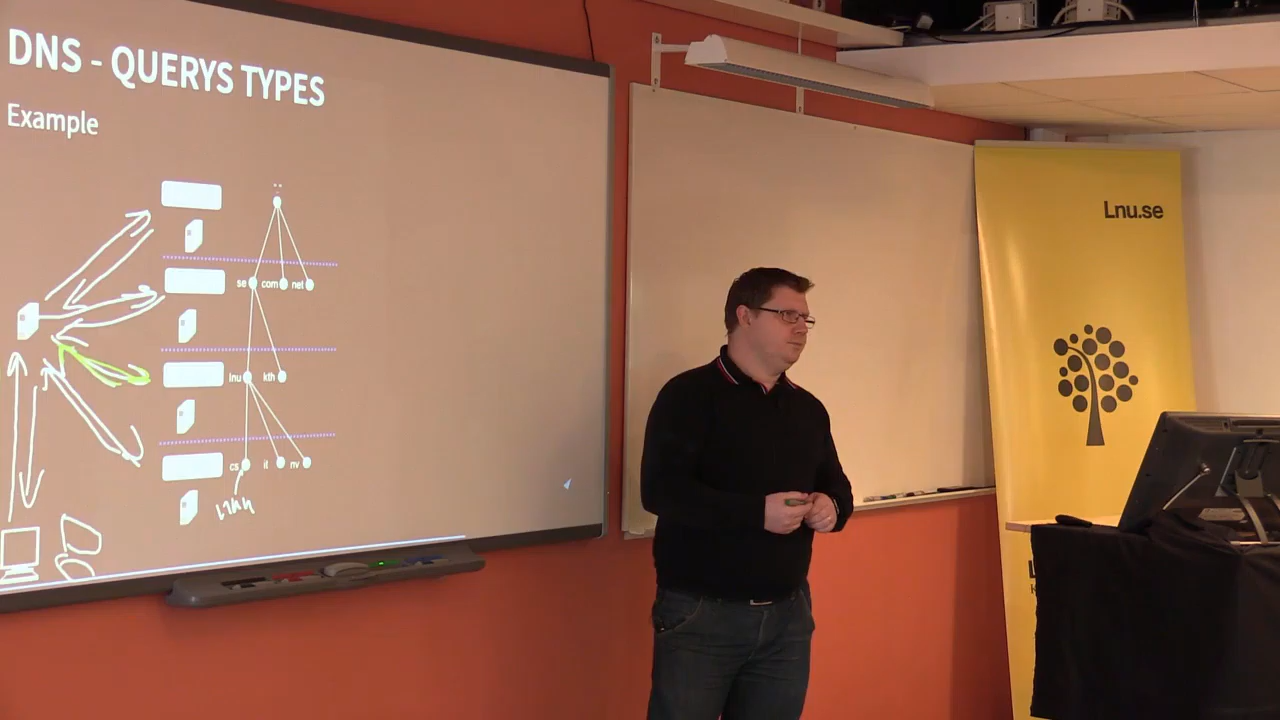 DNS - QUERYS TYPES
Example
se com net
lnu kth
cs it nv
Lnu.se